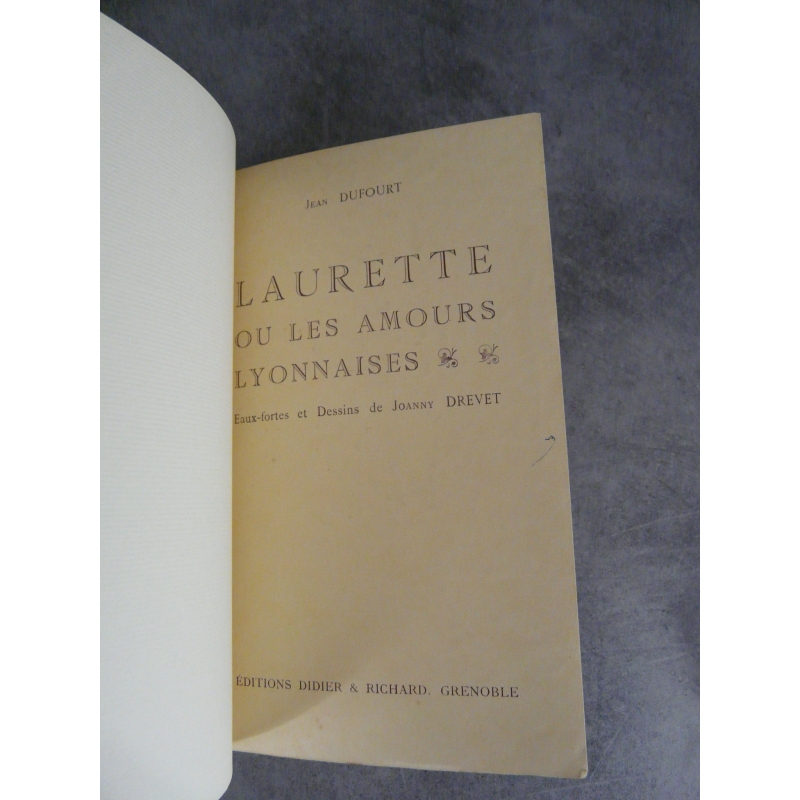 Jean DUFOURT
LAURETTE
OU LES AMOURS
LYONNAISES
Eaux-fortes et Dessins de Joanny DREVET
ÉDITIONS DIDIER & RICHARD. GRENOBLE